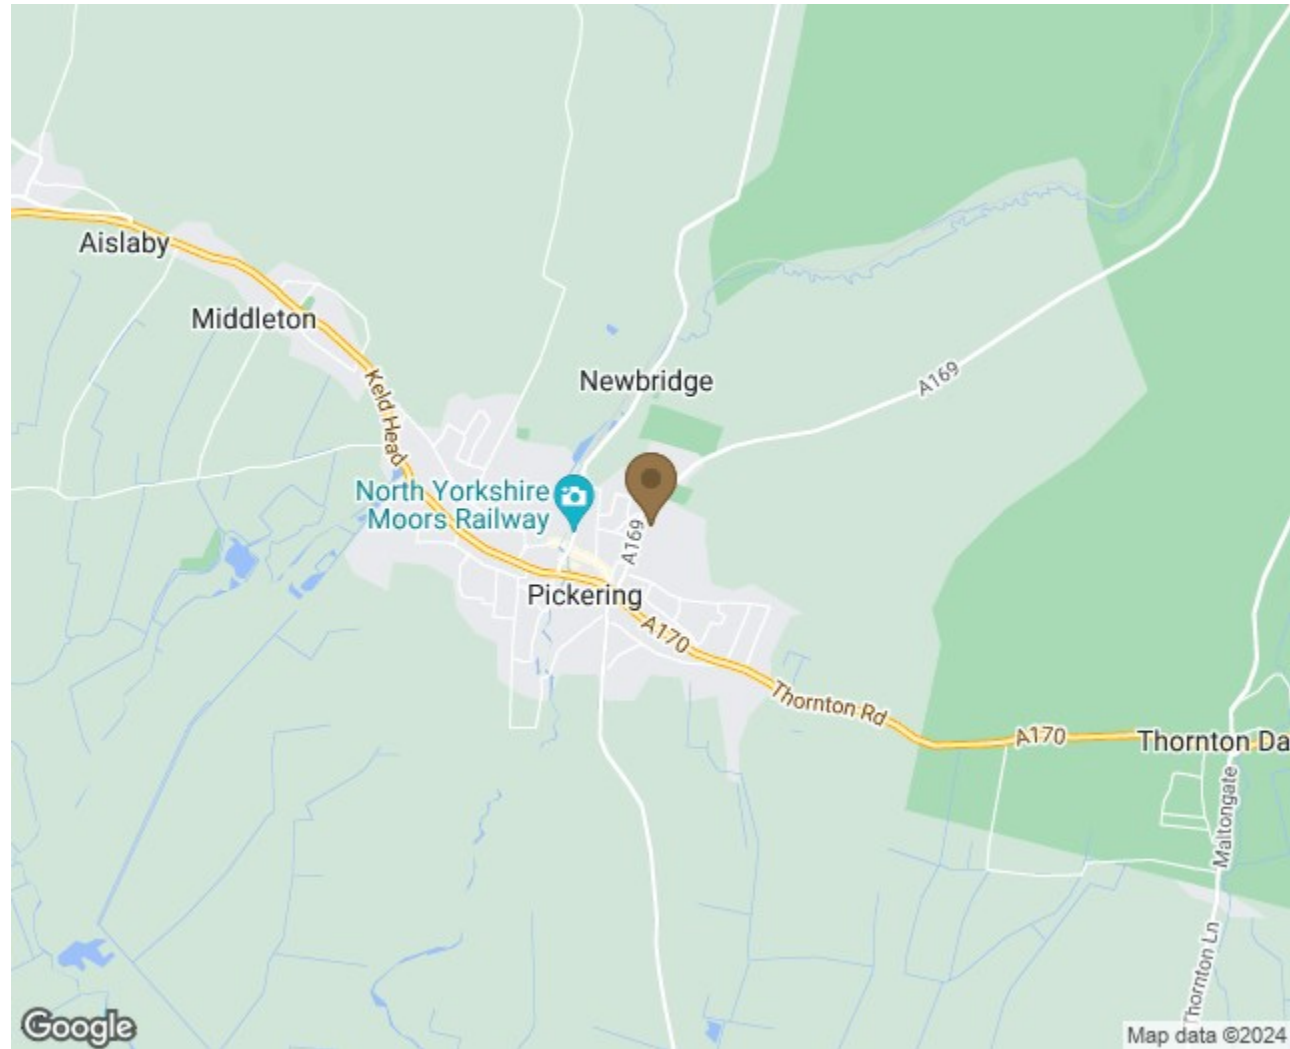 Aislaby
Middleton
Keld Head
Newbridge
A169
North Yorkshire
Moors Railway
A169
Pickering
A170
Thornton Rd
A170
Thornton Da
Maltongate
Thornton Ln
Google
Map data ©2024